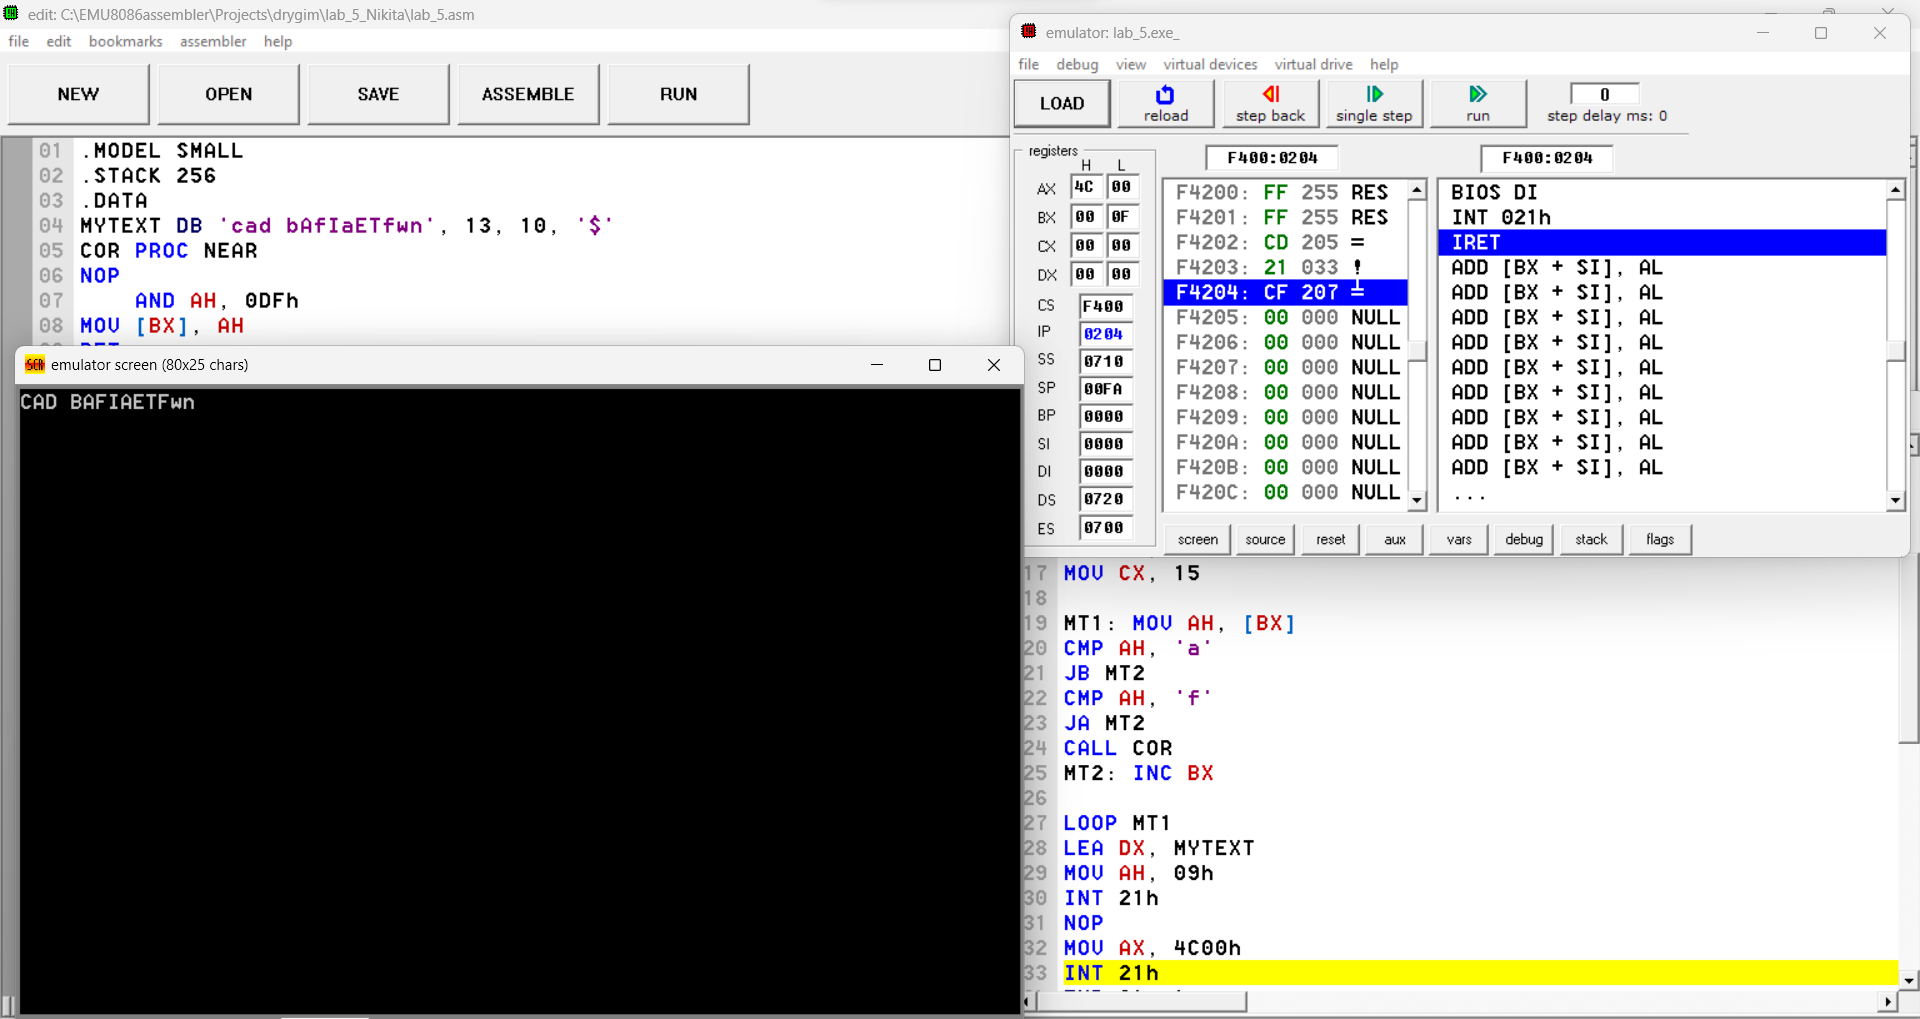 edit: C:\EMU8086assembler\Projects\drygim\lab_5_Nikita\lab_5.asm
file edit bookmarks assembler help
NEW OPEN SAVE ASSEMBLE RUN
01 .MODEL SMALL
02 .STACK 256
03 .DATA
04 MYTEXT DB 'cad bAfIaETfwn', 13, 10, '$'
05 COR PROC NEAR
06 NOP
07 AND AH, 0DFh
08 MOV [BX], AH
emulator screen (80x25 chars)
CAD BAFIAETFwn
emulator: lab_5.exe_
file debug view virtual devices virtual drive help
LOAD reload step back single step run 0
step delay ms: 0
registers
H L
AX 4C 00
BX 00 0F
CX 00 00
DX 00 00
CS F400
IP 0204
SS 0710
SP 00FA
BP 0000
SI 0000
DI 0000
DS 0720
ES 0700
F400:0204
F4200: FF 255 RES
F4201: FF 255 RES
F4202: CD 205 =
F4203: 21 033 !
F4204: CF 207 ╧
F4205: 00 000 NULL
F4206: 00 000 NULL
F4207: 00 000 NULL
F4208: 00 000 NULL
F4209: 00 000 NULL
F420A: 00 000 NULL
F420B: 00 000 NULL
F420C: 00 000 NULL
F400:0204
BIOS DI
INT 021h
IRET
ADD [BX + SI], AL
ADD [BX + SI], AL
ADD [BX + SI], AL
ADD [BX + SI], AL
ADD [BX + SI], AL
ADD [BX + SI], AL
ADD [BX + SI], AL
ADD [BX + SI], AL
ADD [BX + SI], AL
...
screen source reset aux vars debug stack flags
17 MOV CX, 15
18
19 MT1: MOV AH, [BX]
20 CMP AH, 'a'
21 JB MT2
22 CMP AH, 'f'
23 JA MT2
24 CALL COR
25 MT2: INC BX
26
27 LOOP MT1
28 LEA DX, MYTEXT
29 MOV AH, 09h
30 INT 21h
31 NOP
32 MOV AX, 4C00h
33 INT 21h